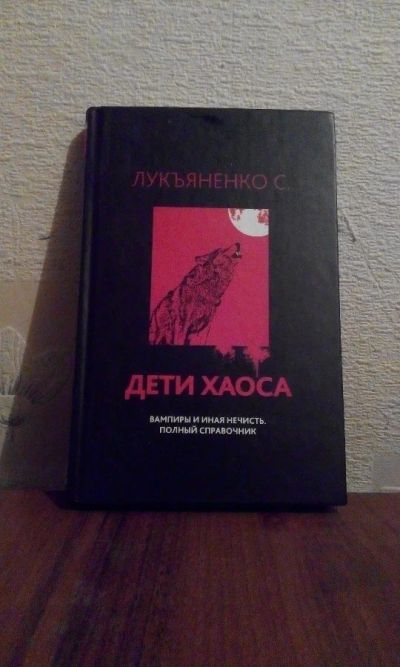 ЛУКЪЯНЕНКО С.
ДЕТИ ХАОСА
ВАМПИРЫ И ИНАЯ НЕЧИСТЬ.
ПОЛНЫЙ СПРАВОЧНИК